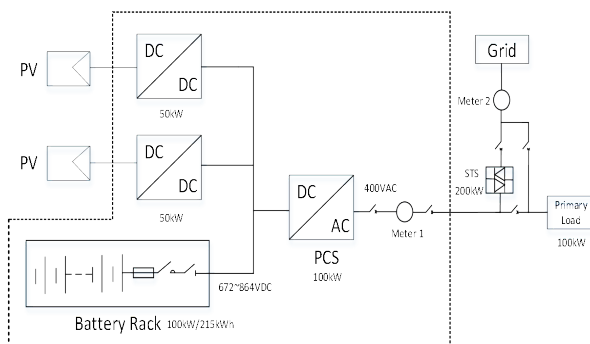 PV
DC
DC
50kW
PV
DC
DC
50kW
Battery Rack 100kW/215kWh
672~864VDC
DC
AC
PCS
100kW
400VAC
Meter 1
Grid
Meter 2
STS
200kW
Primary
Load
100kW